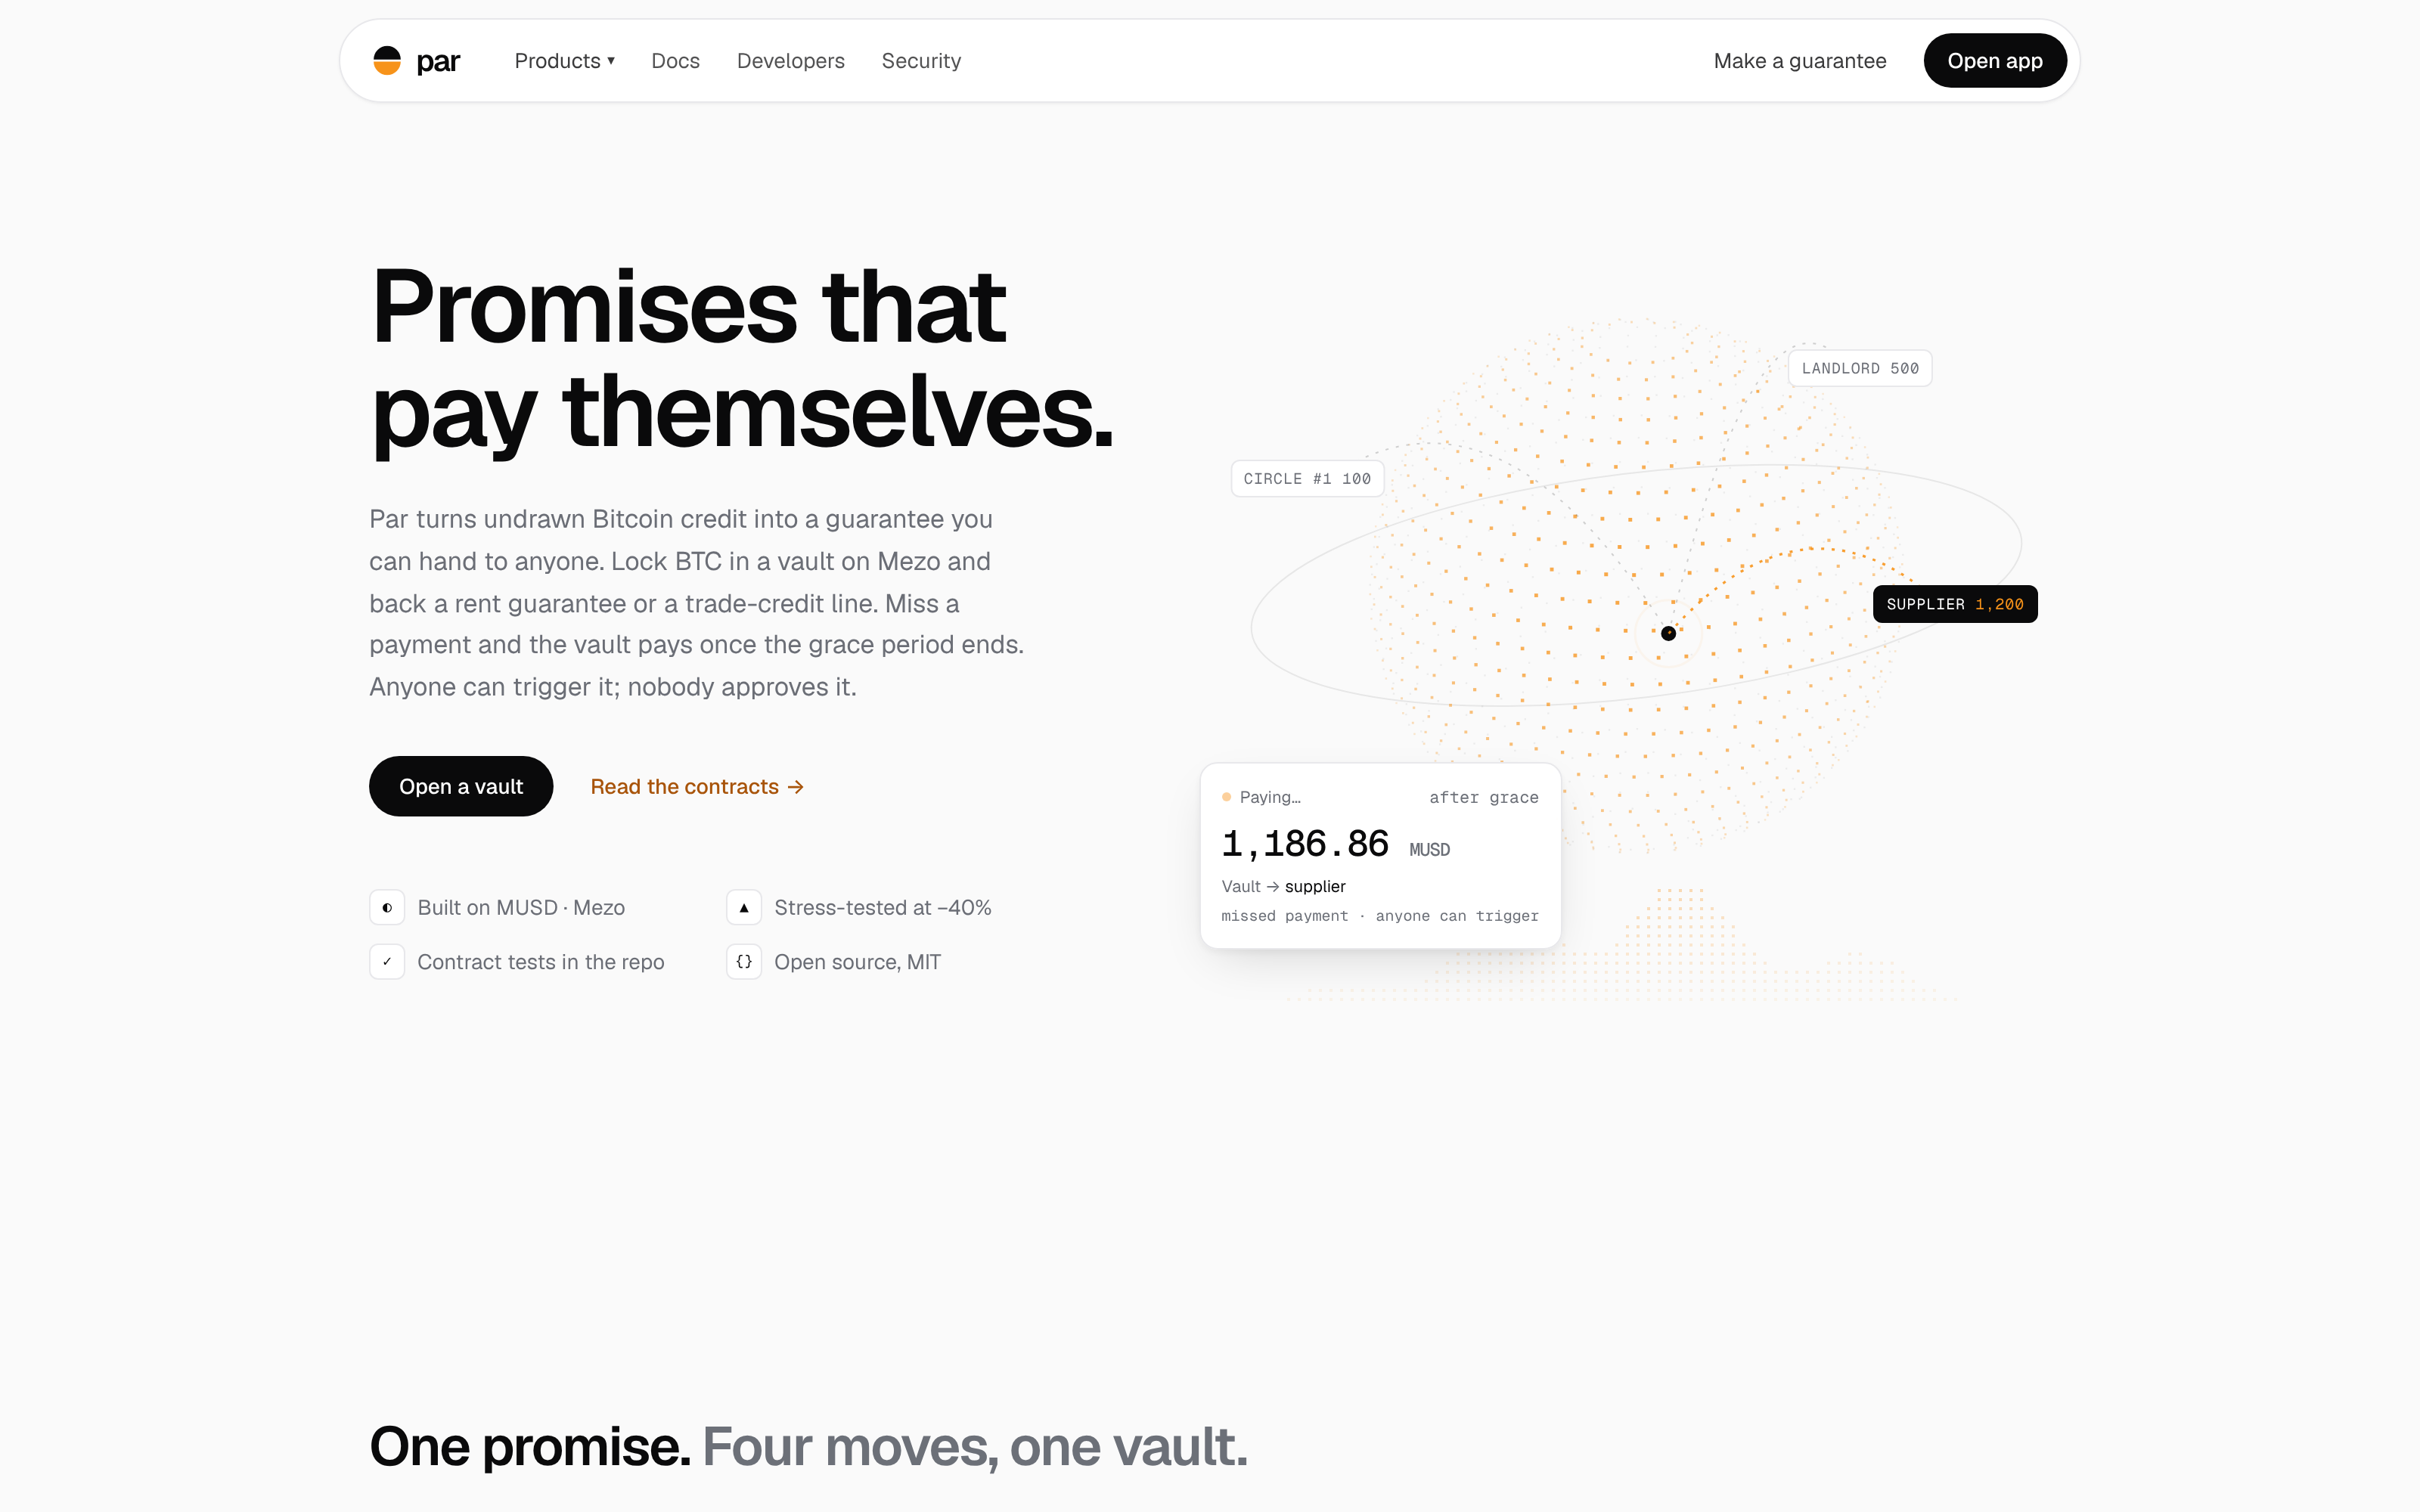 par
Products ▾
Docs
Developers
Security
Make a guarantee
Open app
Promises that
pay themselves.
Par turns undrawn Bitcoin credit into a guarantee you
can hand to anyone. Lock BTC in a vault on Mezo and
back a rent guarantee or a trade-credit line. Miss a
payment and the vault pays once the grace period ends.
Anyone can trigger it; nobody approves it.
Open a vault
Read the contracts →
Built on MUSD · Mezo
Stress-tested at −40%
✓ Contract tests in the repo
{} Open source, MIT
LANDLORD 500
CIRCLE #1 100
SUPPLIER 1,200
Paying…
after grace
1,186.86 MUSD
Vault → supplier
missed payment · anyone can trigger
One promise. Four moves, one vault.